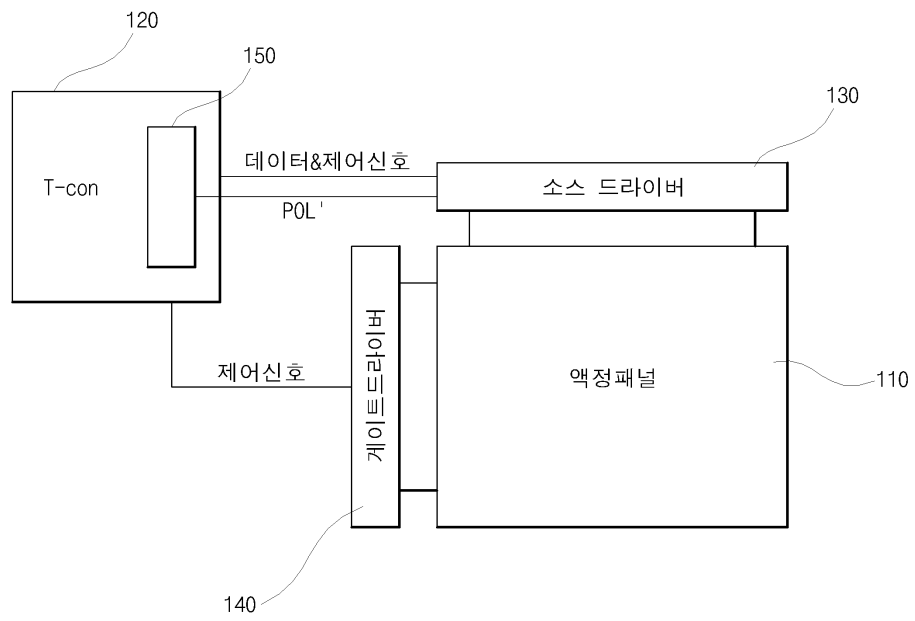 120
150
130
데이터&제어신호
T-con
소스 드라이버
POL'
게이트드라이버
제어신호
액정패널
110
140